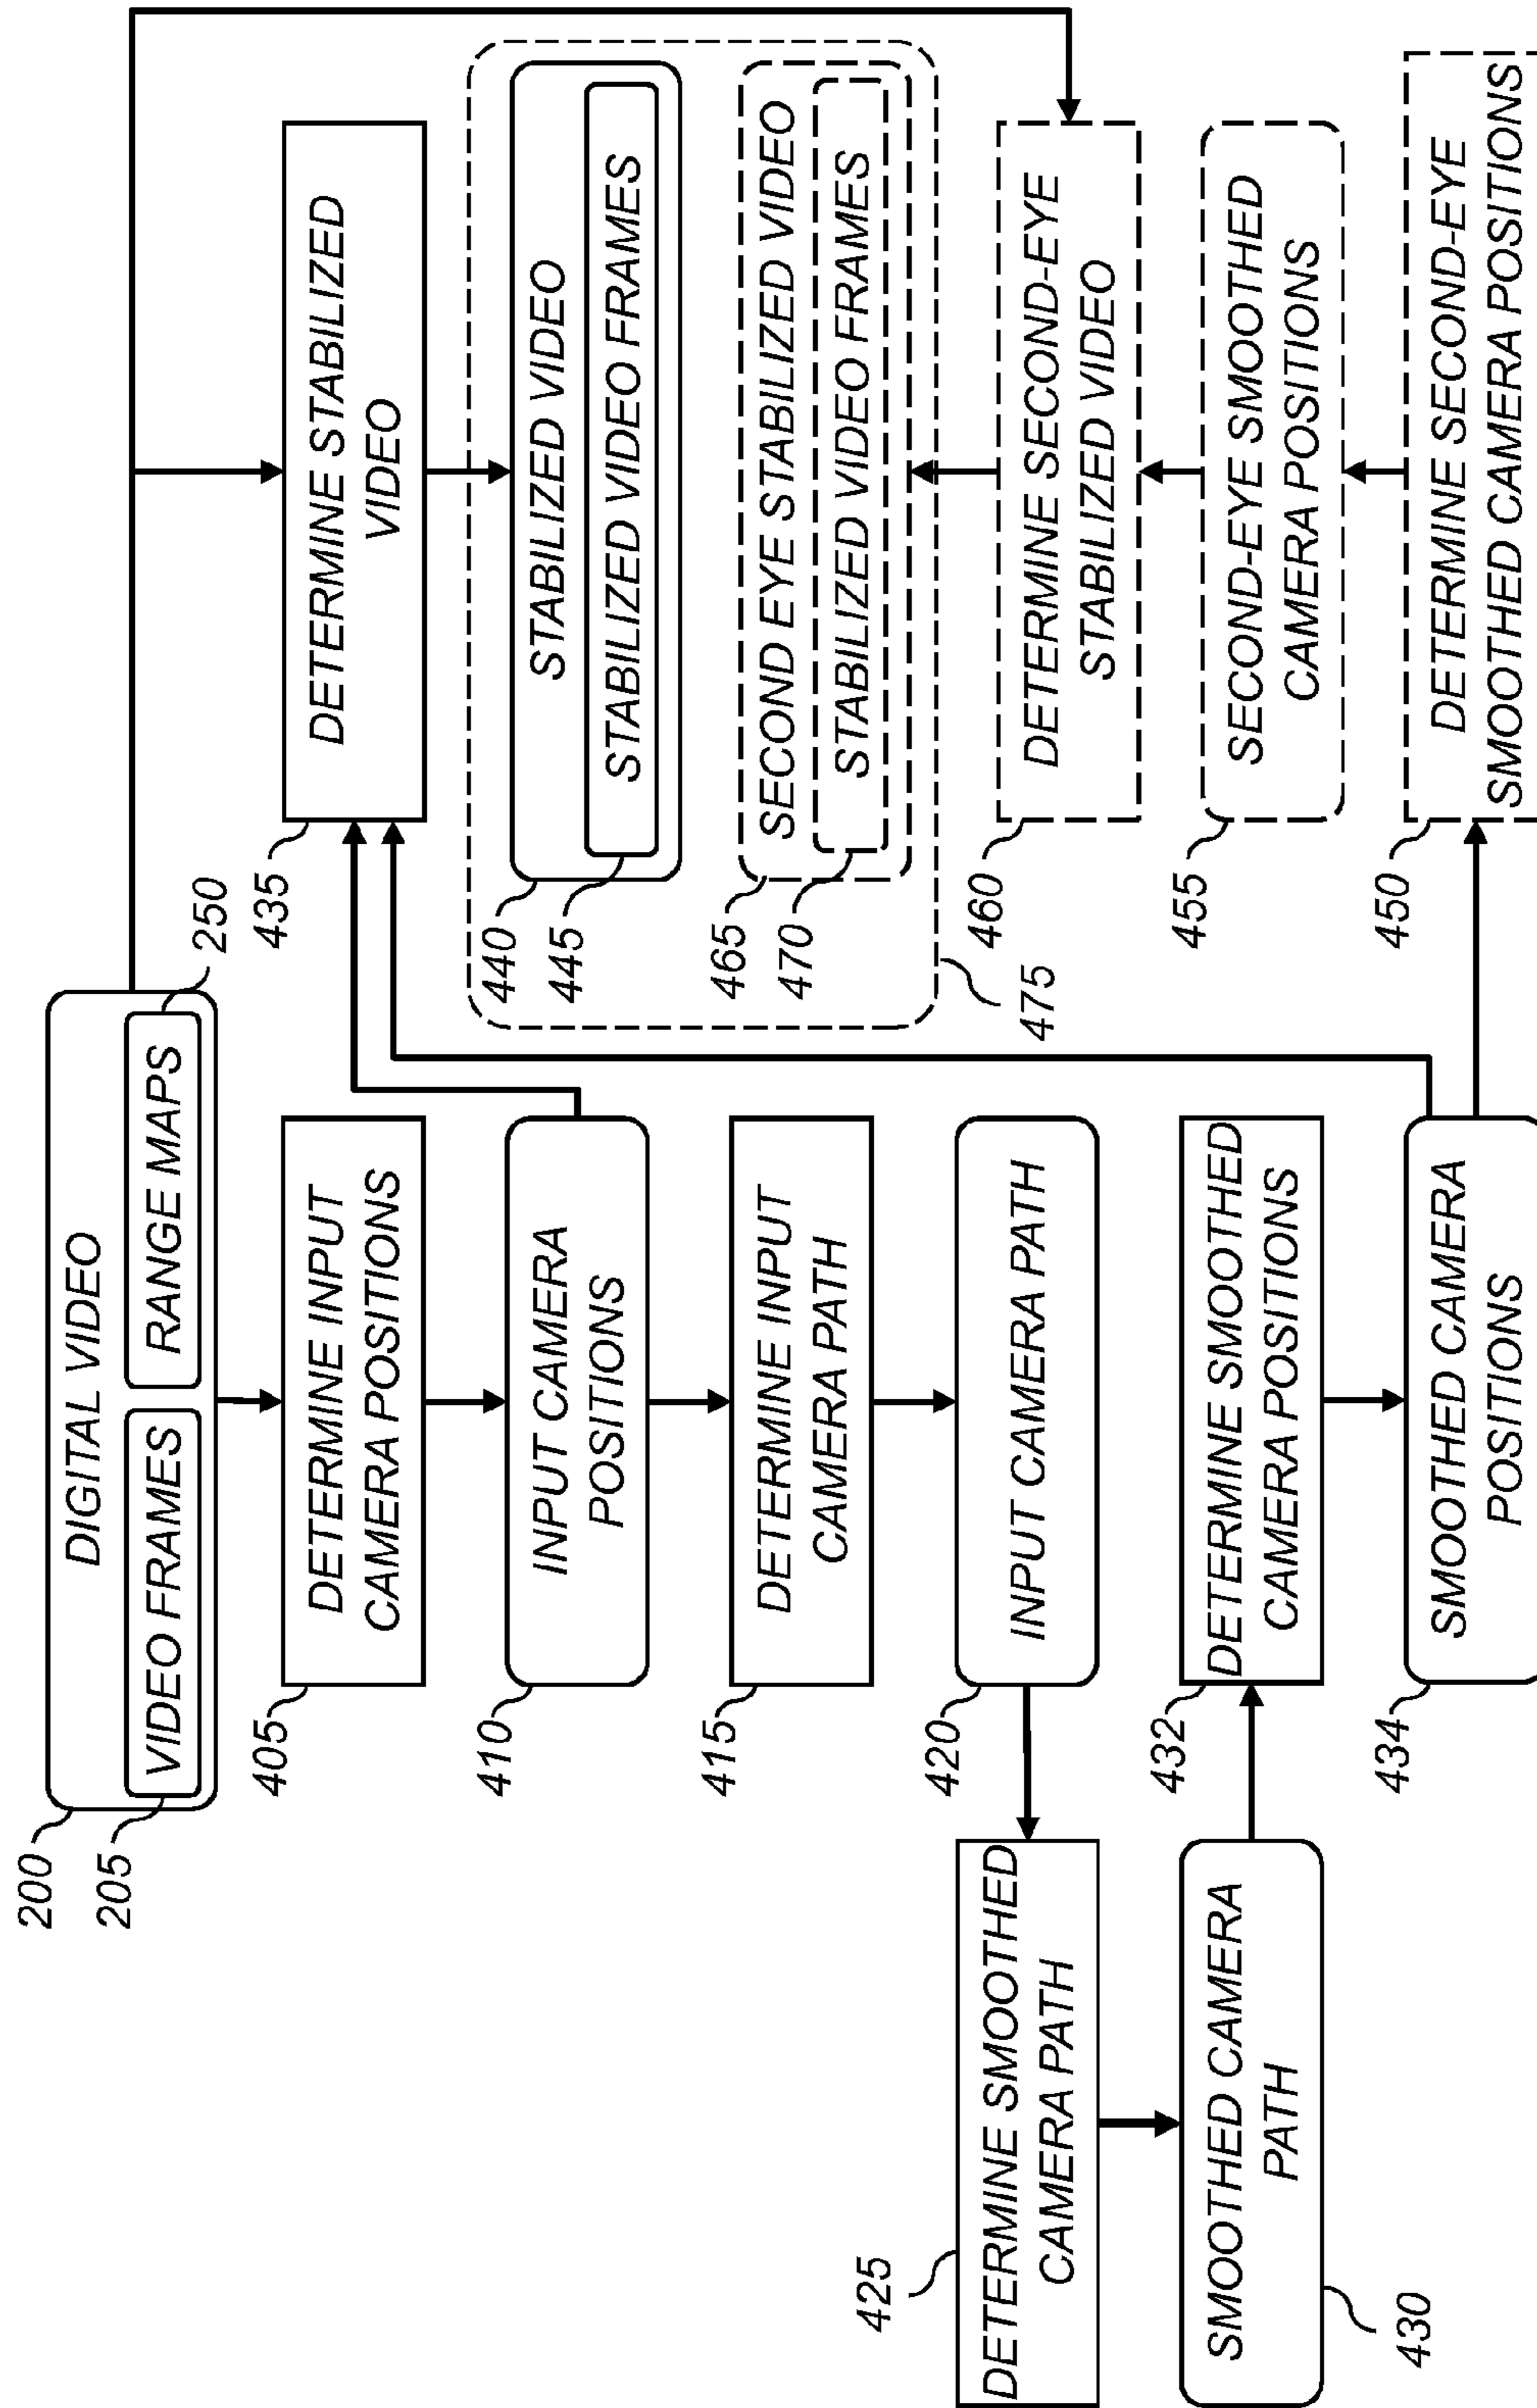 200
DIGITAL VIDEO
205
VIDEO FRAMES
RANGE MAPS
250
405
DETERMINE INPUT
CAMERA POSITIONS
410
INPUT CAMERA
POSITIONS
415
DETERMINE INPUT
CAMERA PATH
420
INPUT CAMERA PATH
425
DETERMINE SMOOTHED
CAMERA PATH
430
SMOOTHED CAMERA
PATH
432
DETERMINE SMOOTHED
CAMERA POSITIONS
434
SMOOTHED CAMERA
POSITIONS
435
DETERMINE STABILIZED
VIDEO
440
STABILIZED VIDEO
445
STABILIZED VIDEO FRAMES
465
SECOND EYE STABILIZED VIDEO
470
STABILIZED VIDEO FRAMES
475
460
DETERMINE SECOND-EYE
STABILIZED VIDEO
455
SECOND-EYE SMOOTHED
CAMERA POSITIONS
450
DETERMINE SECOND-EYE
SMOOTHED CAMERA POSITIONS